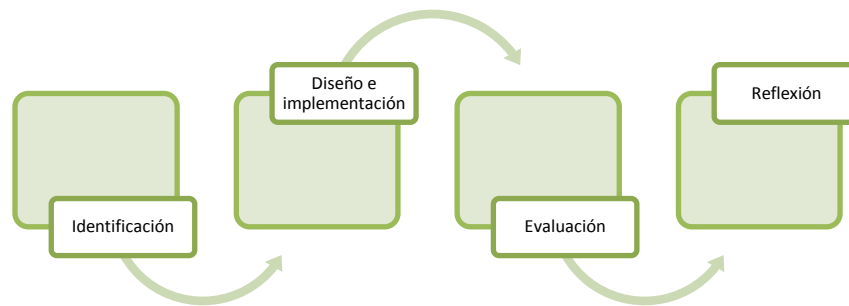 Identificación
Diseño e
implementación
Evaluación
Reflexión